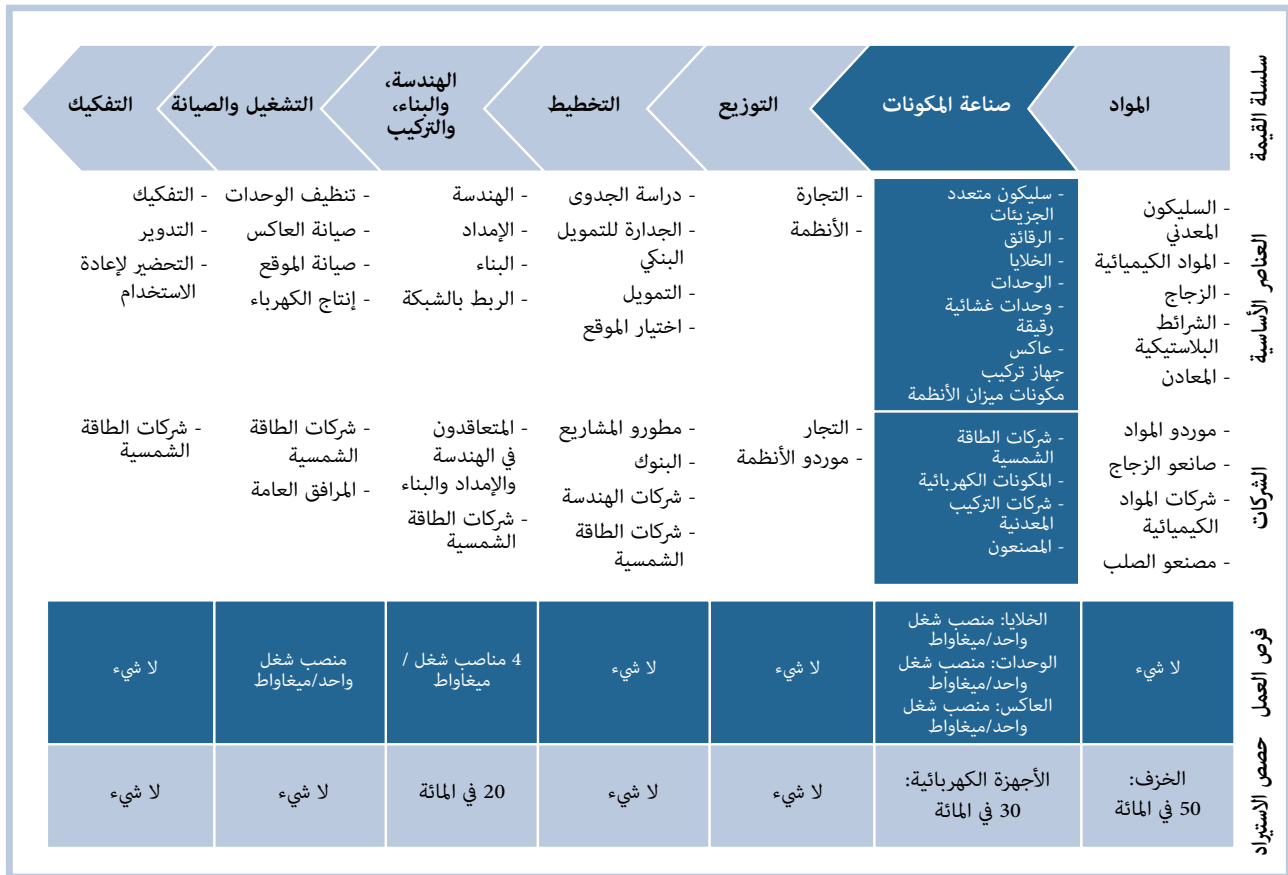 سلسلة القيمة
المواد
صناعة المكونات
التوزيع
التخطيط
الهندسة،
والبناء،
والتركيب
التشغيل والصيانة
التفكيك
العناصر الأساسية
- السليكون
المعدني
- المواد الكيميائية
- الزجاج
- الشرائط
البلاستيكية
- المعادن
- سليكون متعدد
الجزيئات
- الرقائق
- الخلايا
- الوحدات
- وحدات غشائية
رقيقة
- عاكس
جهاز تركيب
مكونات ميزان الأنظمة
- التجارة
- الأنظمة
- دراسة الجدوى
- الجدارة للتمويل
البنكي
- التمويل
- اختيار الموقع
- الهندسة
- الإمداد
- البناء
- الربط بالشبكة
- تنظيف الوحدات
- صيانة العاكس
- صيانة الموقع
- إنتاج الكهرباء
- التفكيك
- التدوير
- التحضير لإعادة
الاستخدام
الشركات
- موردو المواد
- صانعو الزجاج
- شركات المواد
الكيميائية
- مصنعو الصلب
- شركات الطاقة
الشمسية
- المكونات الكهربائية
- شركات التركيب
المعدنية
- المصنعون
- التجار
- موردو الأنظمة
- مطورو المشاريع
- البنوك
- شركات الهندسة
- شركات الطاقة
الشمسية
- المتعاقدون
في الهندسة
والإمداد والبناء
- شركات الطاقة
الشمسية
- شركات الطاقة
الشمسية
- المرافق العامة
- شركات الطاقة
الشمسية
فرص العمل
لا شيء
الخلايا: منصب شغل
واحد/ميغاواط
الوحدات: منصب شغل
واحد/ميغاواط
العاكس: منصب شغل
واحد/ميغاواط
لا شيء
لا شيء
4 مناصب شغل /
ميغاواط
منصب شغل
واحد/ميغاواط
لا شيء
حصص الاستيراد
الخزف:
50 في المائة
الأجهزة الكهربائية:
30 في المائة
لا شيء
لا شيء
20 في المائة
لا شيء
لا شيء